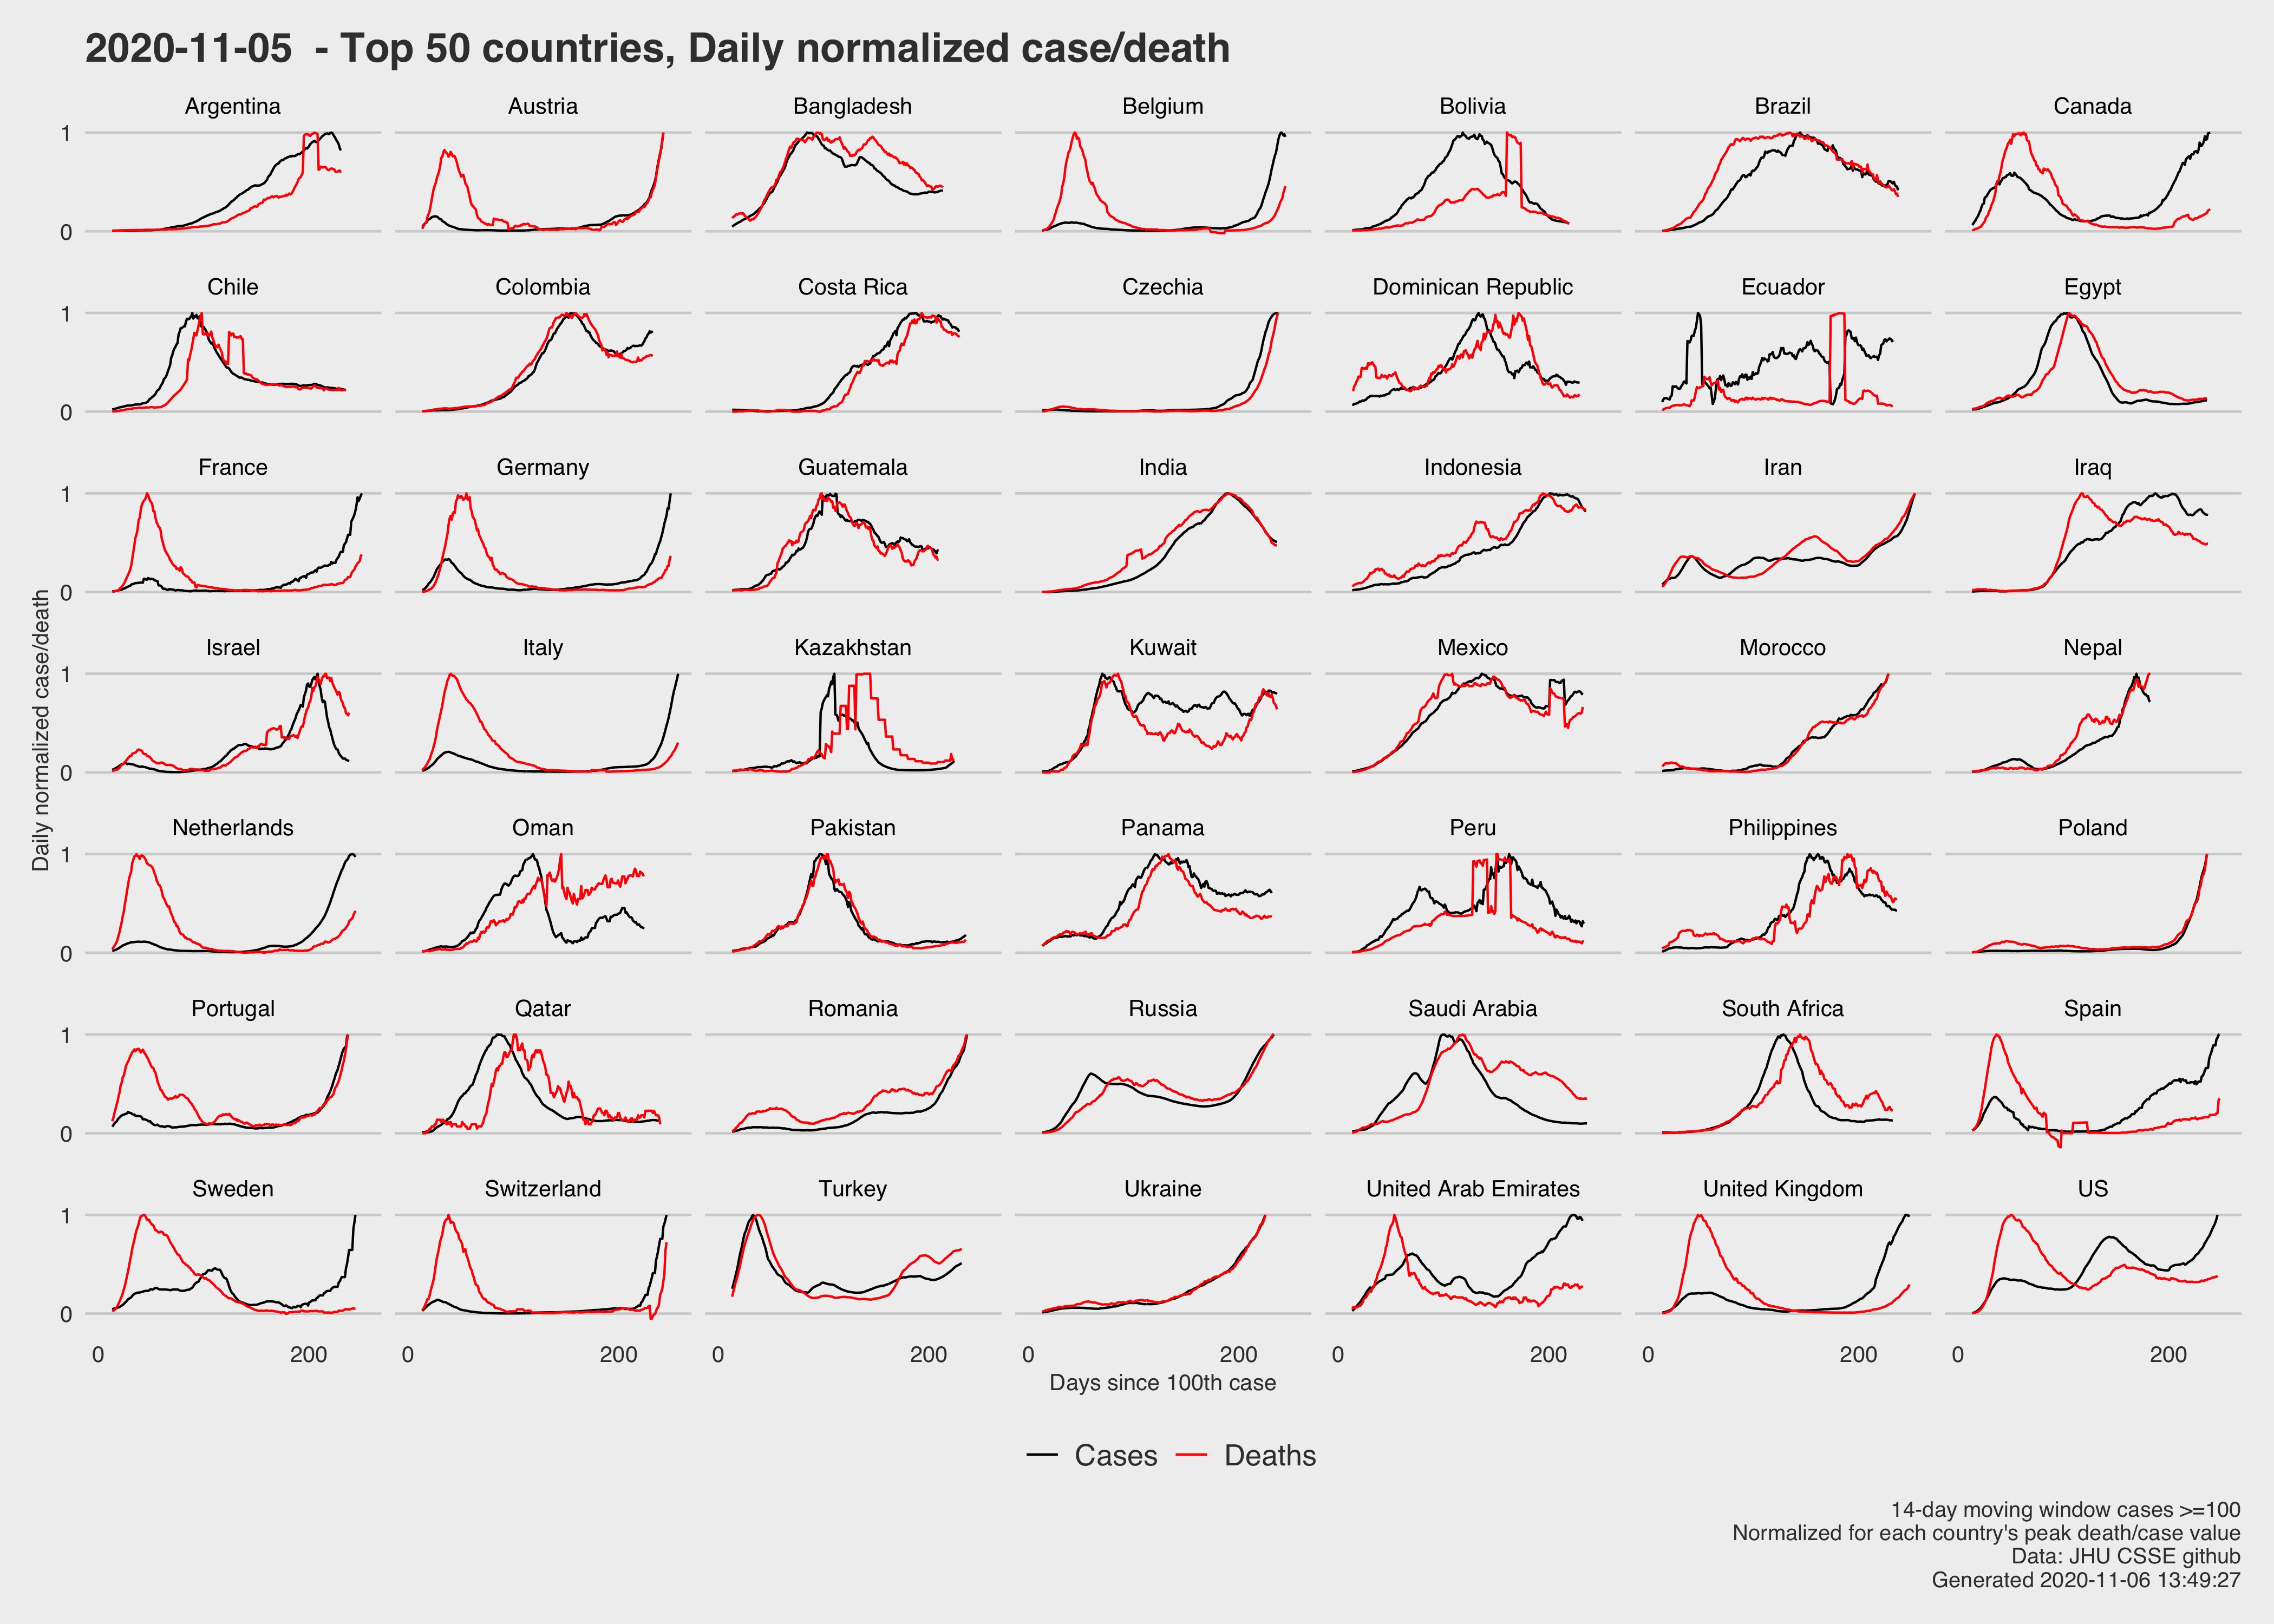 2020-11-05  - Top 50 countries, Daily normalized case/death
Argentina
Austria
Bangladesh
Belgium
Bolivia
Brazil
Canada
1
0
Chile
Colombia
Costa Rica
Czechia
Dominican Republic
Ecuador
Egypt
1
0
France
Germany
Guatemala
India
Indonesia
Iran
Iraq
1
0
Daily normalized case/death
Israel
Italy
Kazakhstan
Kuwait
Mexico
Morocco
Nepal
1
0
Netherlands
Oman
Pakistan
Panama
Peru
Philippines
Poland
1
0
Portugal
Qatar
Romania
Russia
Saudi Arabia
South Africa
Spain
1
0
Sweden
Switzerland
Turkey
Ukraine
United Arab Emirates
United Kingdom
US
1
0
0 200
0 200
0 200
0 200
0 200
0 200
0 200
Days since 100th case
Cases
Deaths
14-day moving window cases >=100
Normalized for each country's peak death/case value
Data: JHU CSSE github
Generated 2020-11-06 13:49:27